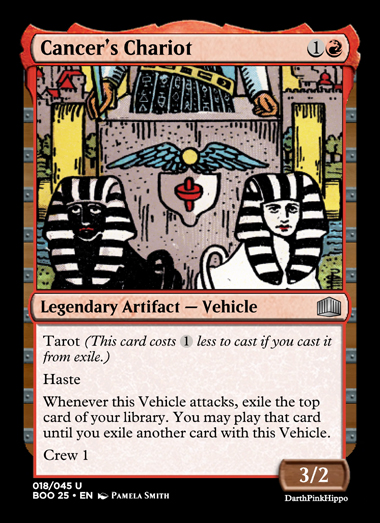 Cancer's Chariot 1
Legendary Artifact — Vehicle
Tarot (This card costs 1 less to cast if you cast it
from exile.)
Haste
Whenever this Vehicle attacks, exile the top
card of your library. You may play that card
until you exile another card with this Vehicle.
Crew 1
3/2
018/045 U
BOO 25 • EN Pamela Smith
DarthPinkHippo